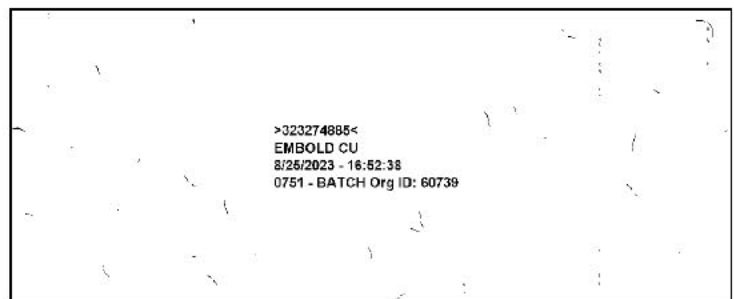 >323274885<
EMBOLD CU
8/25/2023 - 16:52:38
0751 - BATCH Org ID: 60739